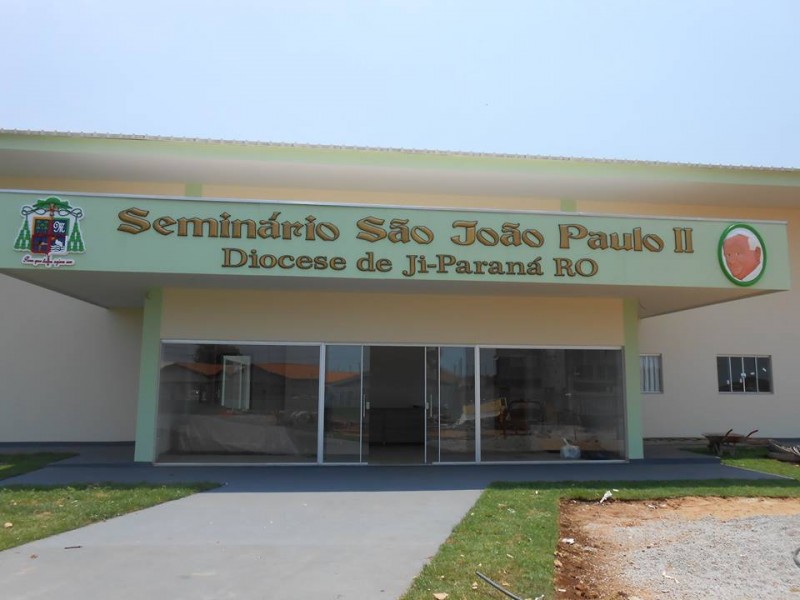 Seminário São João Paulo II
Diocese de Ji-Paraná RO